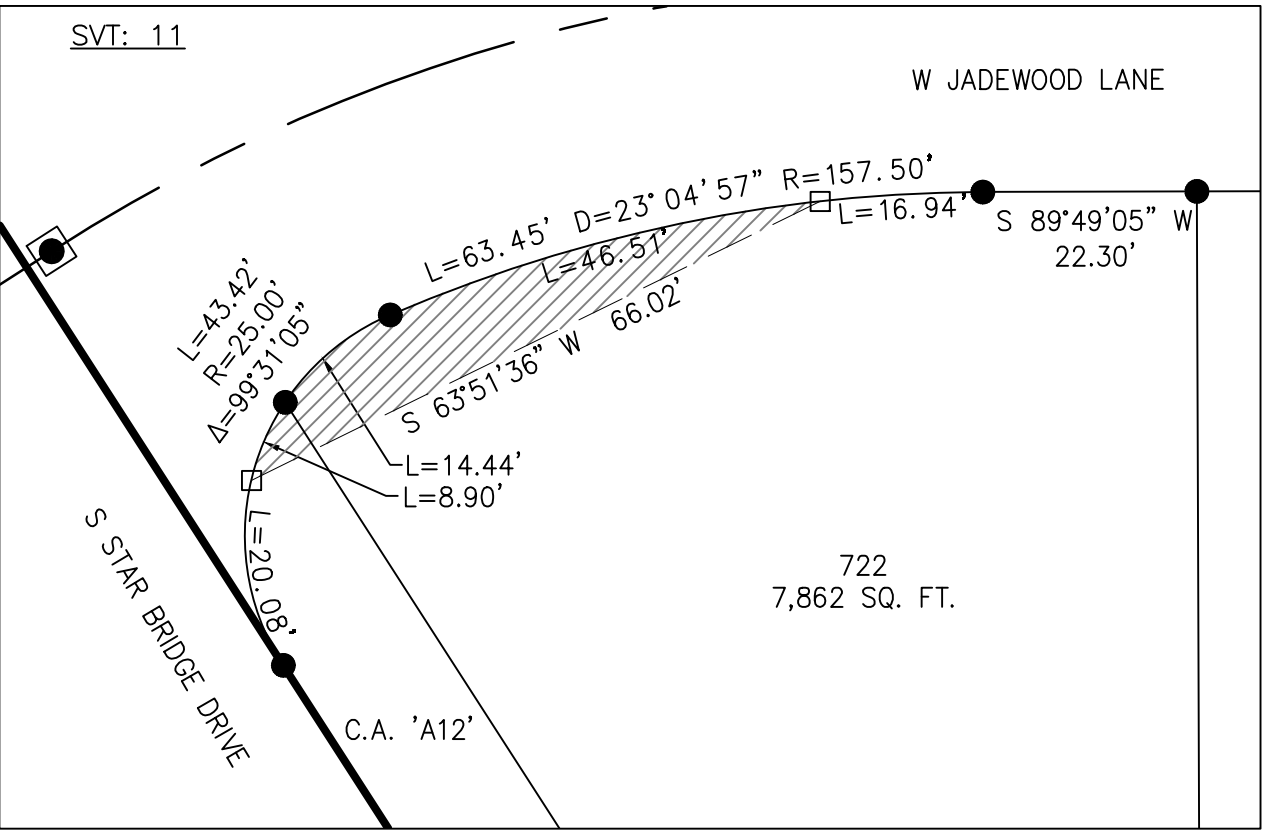 SVT: 11
W JADEWOOD LANE
L=63.45' D=23°04'57" R=157.50'
L=16.94'
S 89°49'05" W
22.30'
L=46.51'
S 63°51'36" W 66.02'
L=43.42'
R=25.00'
Δ=99°31'05"
L=14.44'
L=8.90'
L=20.08'
S STAR BRIDGE DRIVE
722
7,862 SQ. FT.
C.A. 'A12'